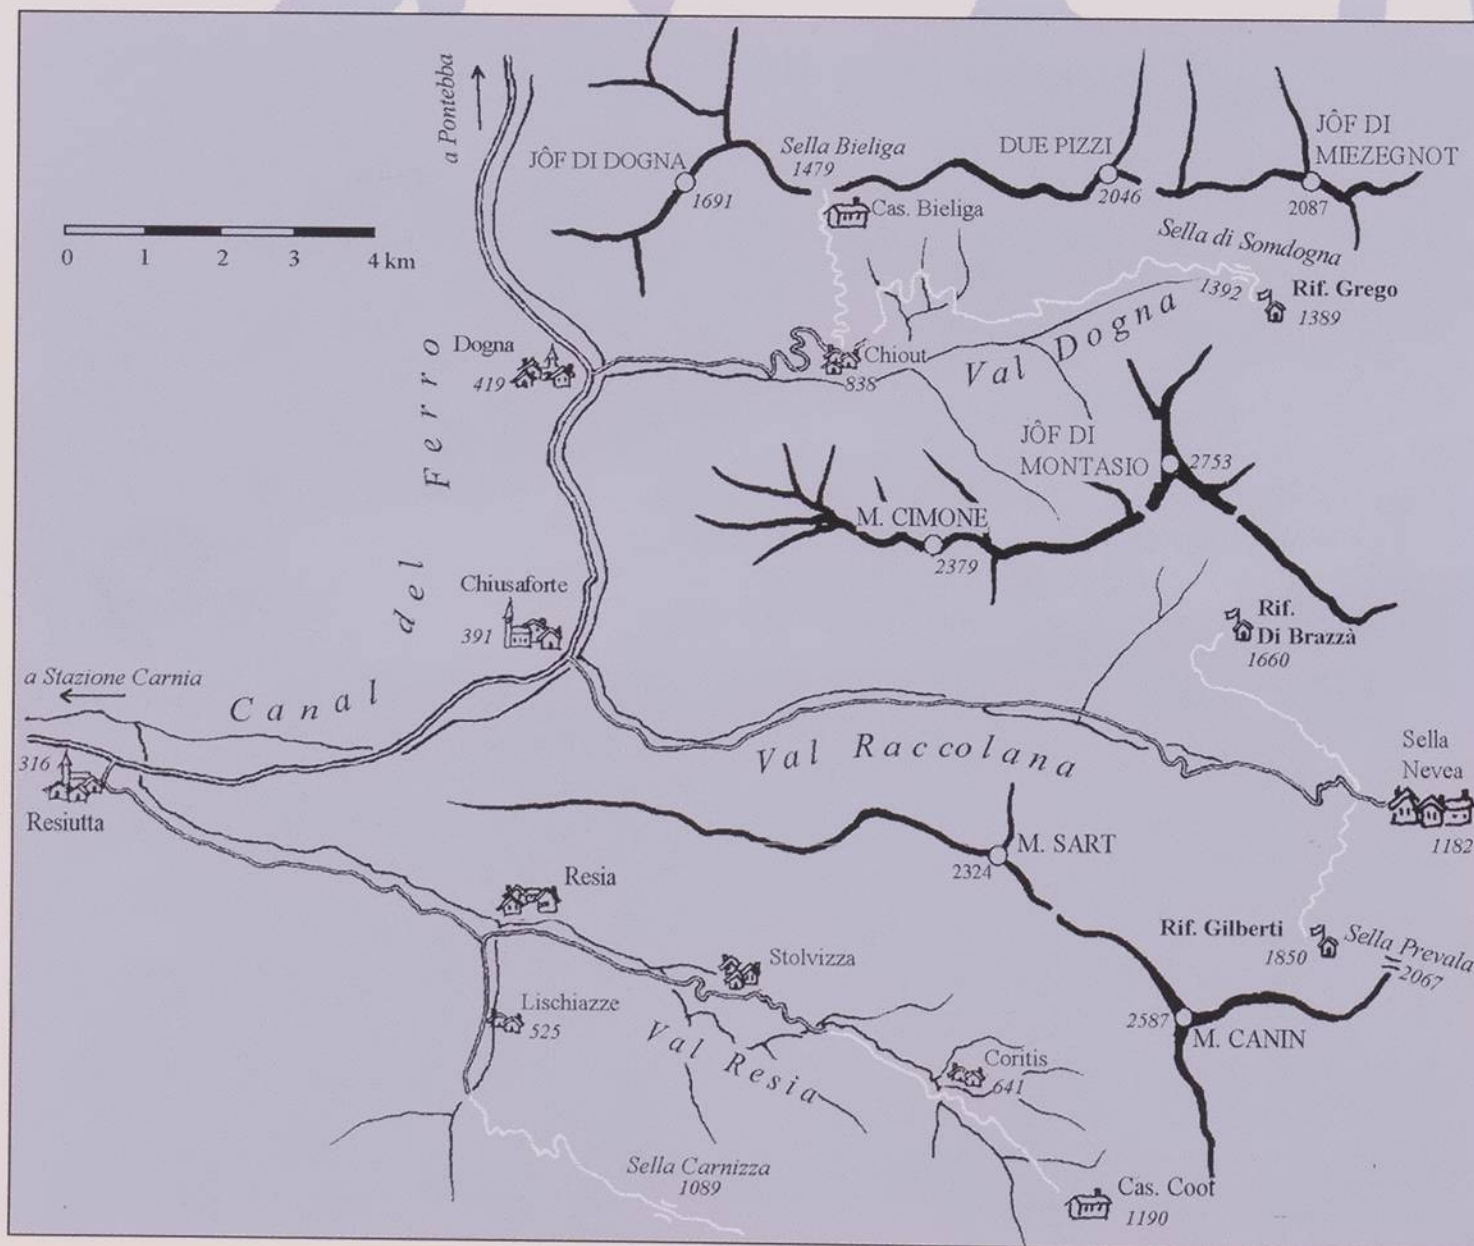 a Pontebba
JÔF DI DOGNA
1691
Sella Bieliga
1479
Cas. Bieliga
DUE PIZZI
2046
JÔF DI
MIEZEGNOT
2087
Sella di Somdogna
1392
Rif. Grego
1389
0 1 2 3 4 km
Dogna
419
Chiout
838
Val Dogna
JÔF DI
MONTASIO
2753
M. CIMONE
2379
Canal del Ferro
Chiusaforte
391
Rif.
Di Brazzà
1660
a Stazione Carnia
316
Resiutta
Val Raccolana
Sella
Nevea
1182
M. SART
2324
Resia
Rif. Gilberti
1850
Sella Prevala
2067
Stolvizza
Lischiazze
525
Val Resia
2587
M. CANIN
Coritis
641
Sella Carnizza
1089
Cas. Coot
1190